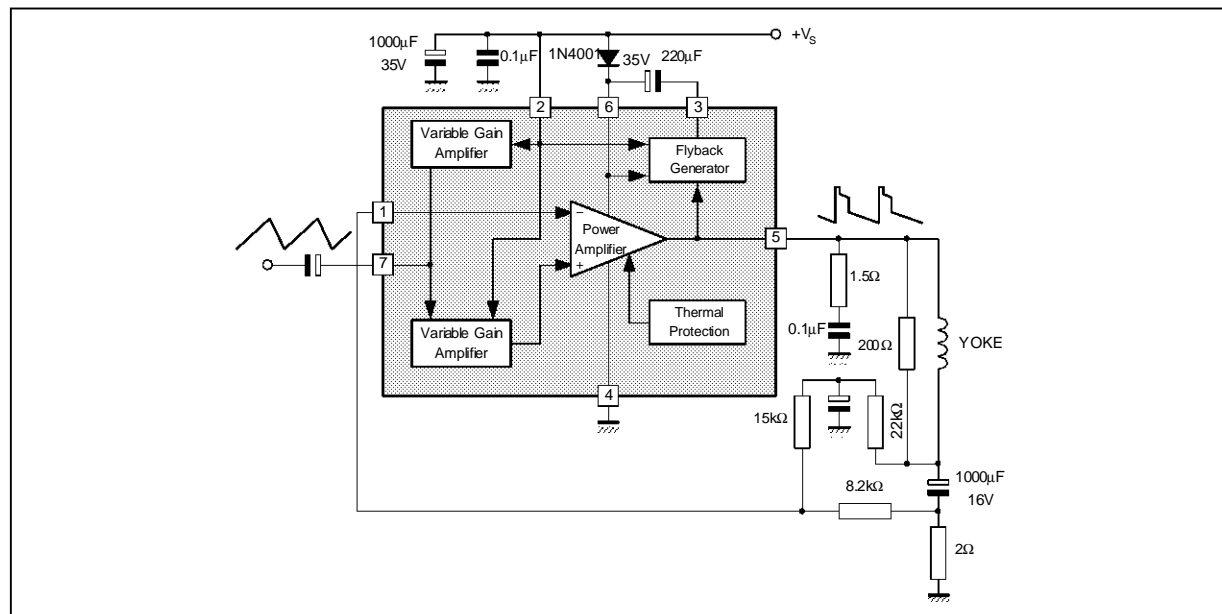 1000µF
35V
0.1µF
1N4001
35V
220µF
+VS
2
6
3
Variable Gain
Amplifier
Flyback
Generator
1
−
Power
Amplifier
+
5
7
Variable Gain
Amplifier
Thermal
Protection
4
1.5Ω
0.1µF
200Ω
YOKE
15kΩ
22kΩ
8.2kΩ
1000µF
16V
2Ω